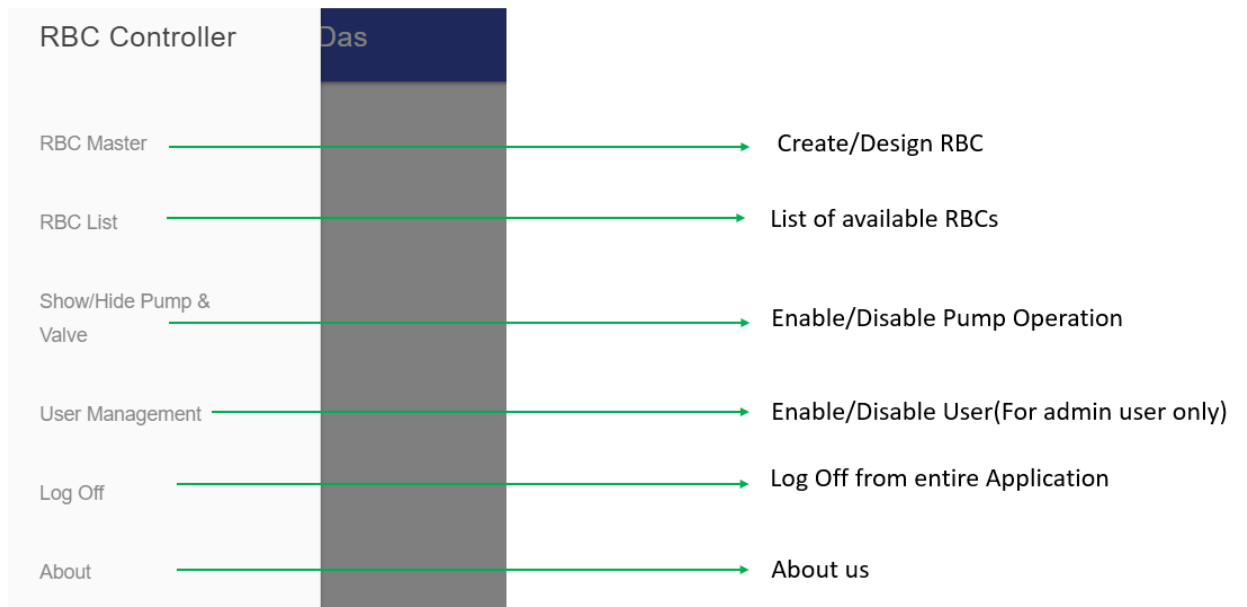 RBC Controller
Das
RBC Master
Create/Design RBC
RBC List
List of available RBCs
Show/Hide Pump &
Valve
Enable/Disable Pump Operation
User Management
Enable/Disable User(For admin user only)
Log Off
Log Off from entire Application
About
About us